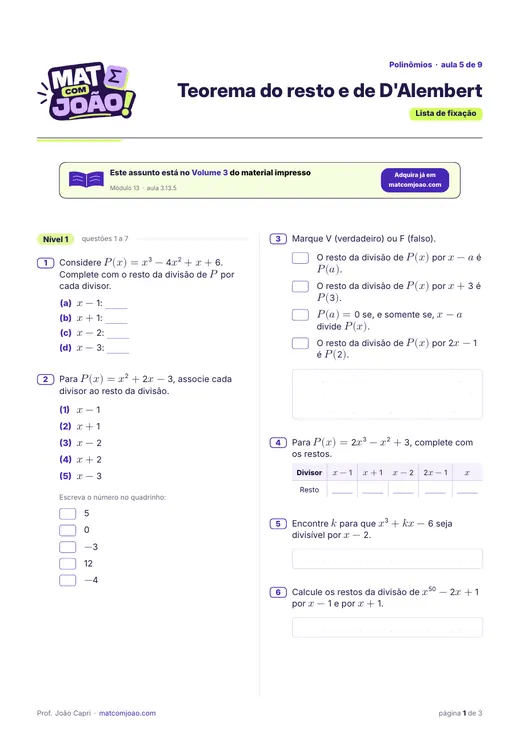 MAT Σ
COM
JOÃO!
Polinômios · aula 5 de 9
Teorema do resto e de D'Alembert
Lista de fixação
Este assunto está no Volume 3 do material impresso
Módulo 13 · aula 3.13.5
Adquira já em
matcomjoao.com
Nível 1 questões 1 a 7
1 Considere P(x) = x³ − 4x² + x + 6.
Complete com o resto da divisão de P por
cada divisor.
(a) x − 1: ____
(b) x + 1: ____
(c) x − 2: ____
(d) x − 3: ____
2 Para P(x) = x² + 2x − 3, associe cada
divisor ao resto da divisão.
(1) x − 1
(2) x + 1
(3) x − 2
(4) x + 2
(5) x − 3
Escreva o número no quadrinho:
5
0
−3
12
−4
3 Marque V (verdadeiro) ou F (falso).
O resto da divisão de P(x) por x − a é
P(a).
O resto da divisão de P(x) por x + 3 é
P(3).
P(a) = 0 se, e somente se, x − a
divide P(x).
O resto da divisão de P(x) por 2x − 1
é P(2).
4 Para P(x) = 2x³ − x² + 3, complete com
os restos.
Divisor x − 1 x + 1 x − 2 2x − 1 x
Resto ____ ____ ____ ____ ____
5 Encontre k para que x³ + kx − 6 seja
divisível por x − 2.
6 Calcule os restos da divisão de x⁵⁰ − 2x + 1
por x − 1 e por x + 1.
Prof. João Capri · matcomjoao.com
página 1 de 3